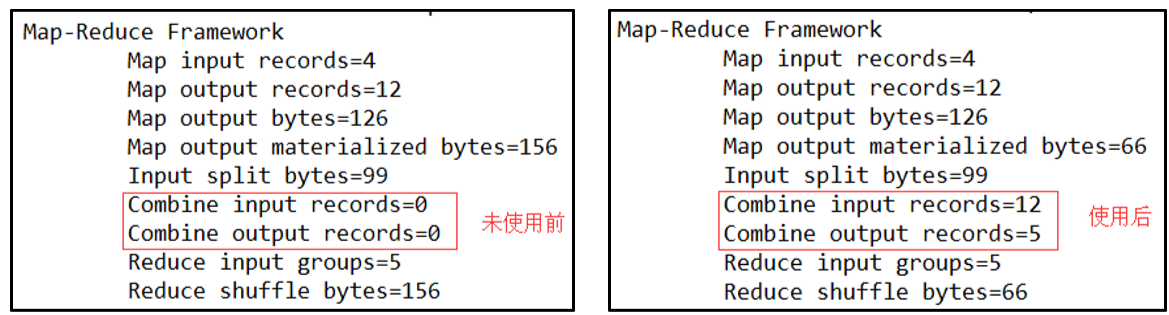 Map-Reduce Framework
Map input records=4
Map output records=12
Map output bytes=126
Map output materialized bytes=156
Input split bytes=99
Combine input records=0
Combine output records=0
未使用前
Reduce input groups=5
Reduce shuffle bytes=156
Map-Reduce Framework
Map input records=4
Map output records=12
Map output bytes=126
Map output materialized bytes=66
Input split bytes=99
Combine input records=12
Combine output records=5
使用后
Reduce input groups=5
Reduce shuffle bytes=66